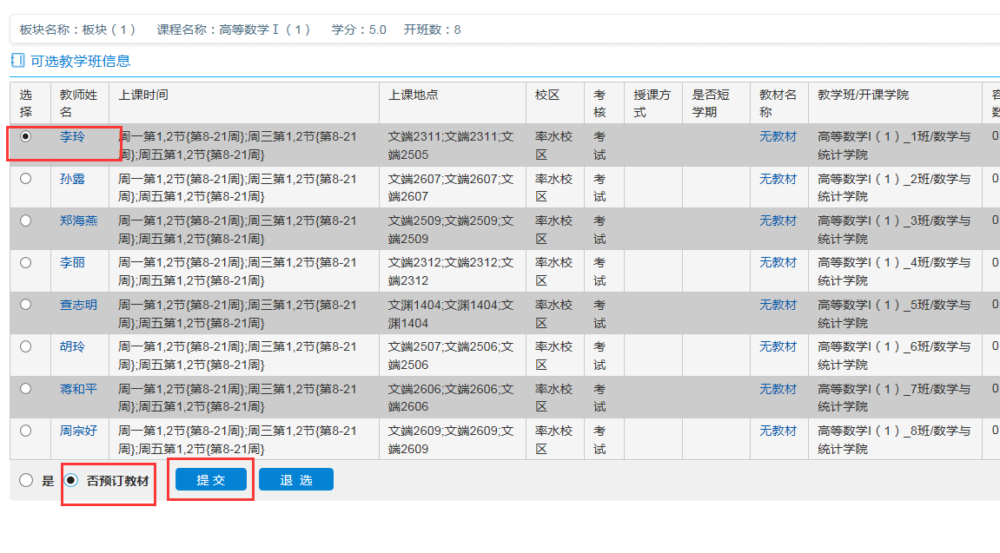 板块名称：板块（1） 课程名称：高等数学Ⅰ（1） 学分：5.0 开班数：8
可选教学班信息
选择 教师姓名 上课时间 上课地点 校区 考核 授课方式 是否短学期 教材名称 教学班/开课学院
李玲 周一第1,2节{第8-21周};周三第1,2节{第8-21 文端2311;文端2311;文 率水校 考 无教材 高等数学Ⅰ（1）_1班/数学与 0
周};周五第1,2节{第8-21周} 端2505 区 试 统计学院
孙露 周一第1,2节{第8-21周};周三第1,2节{第8-21 文端2607;文端2607;文 率水校 考 无教材 高等数学Ⅰ（1）_2班/数学与 0
周};周五第1,2节{第8-21周} 端2607 区 试 统计学院
郑海燕 周一第1,2节{第8-21周};周三第1,2节{第8-21 文端2509;文端2509;文 率水校 考 无教材 高等数学Ⅰ（1）_3班/数学与 0
周};周五第1,2节{第8-21周} 端2509 区 试 统计学院
李丽 周一第1,2节{第8-21周};周三第1,2节{第8-21 文端2312;文端2312;文 率水校 考 无教材 高等数学Ⅰ（1）_4班/数学与 0
周};周五第1,2节{第8-21周} 端2312 区 试 统计学院
查志明 周一第1,2节{第8-21周};周三第1,2节{第8-21 文渊1404;文渊1404;文 率水校 考 无教材 高等数学Ⅰ（1）_5班/数学与 0
周};周五第1,2节{第8-21周} 渊1404 区 试 统计学院
胡玲 周一第1,2节{第8-21周};周三第1,2节{第8-21 文端2507;文端2506;文 率水校 考 无教材 高等数学Ⅰ（1）_6班/数学与 0
周};周五第1,2节{第8-21周} 端2506 区 试 统计学院
蒋和平 周一第1,2节{第8-21周};周三第1,2节{第8-21 文端2606;文端2606;文 率水校 考 无教材 高等数学Ⅰ（1）_7班/数学与 0
周};周五第1,2节{第8-21周} 端2606 区 试 统计学院
周宗好 周一第1,2节{第8-21周};周三第1,2节{第8-21 文端2609;文端2609;文 率水校 考 无教材 高等数学Ⅰ（1）_8班/数学与 0
周};周五第1,2节{第8-21周} 端2609 区 试 统计学院
是 否预订教材 提 交 退 选